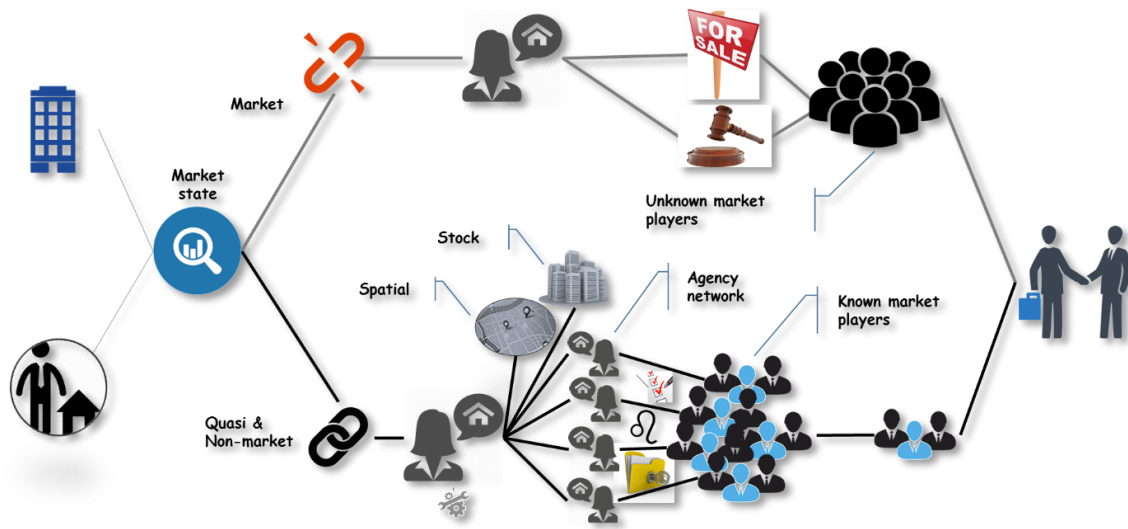 FOR
SALE
Market
Market
state
Unknown market
players
Stock
Spatial
Agency
network
Known market
players
Quasi &
Non-market